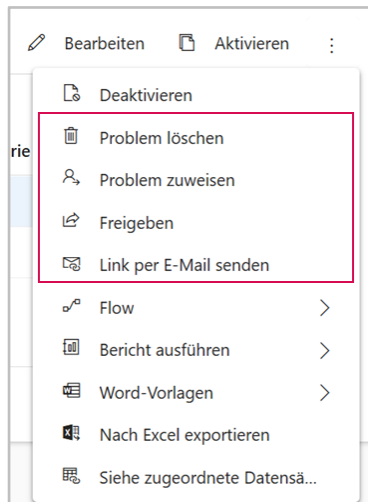 Bearbeiten Aktivieren
Deaktivieren
rie
Problem löschen
Problem zuweisen
Freigeben
Link per E-Mail senden
Flow
Bericht ausführen
Word-Vorlagen
Nach Excel exportieren
Siehe zugeordnete Datensä...